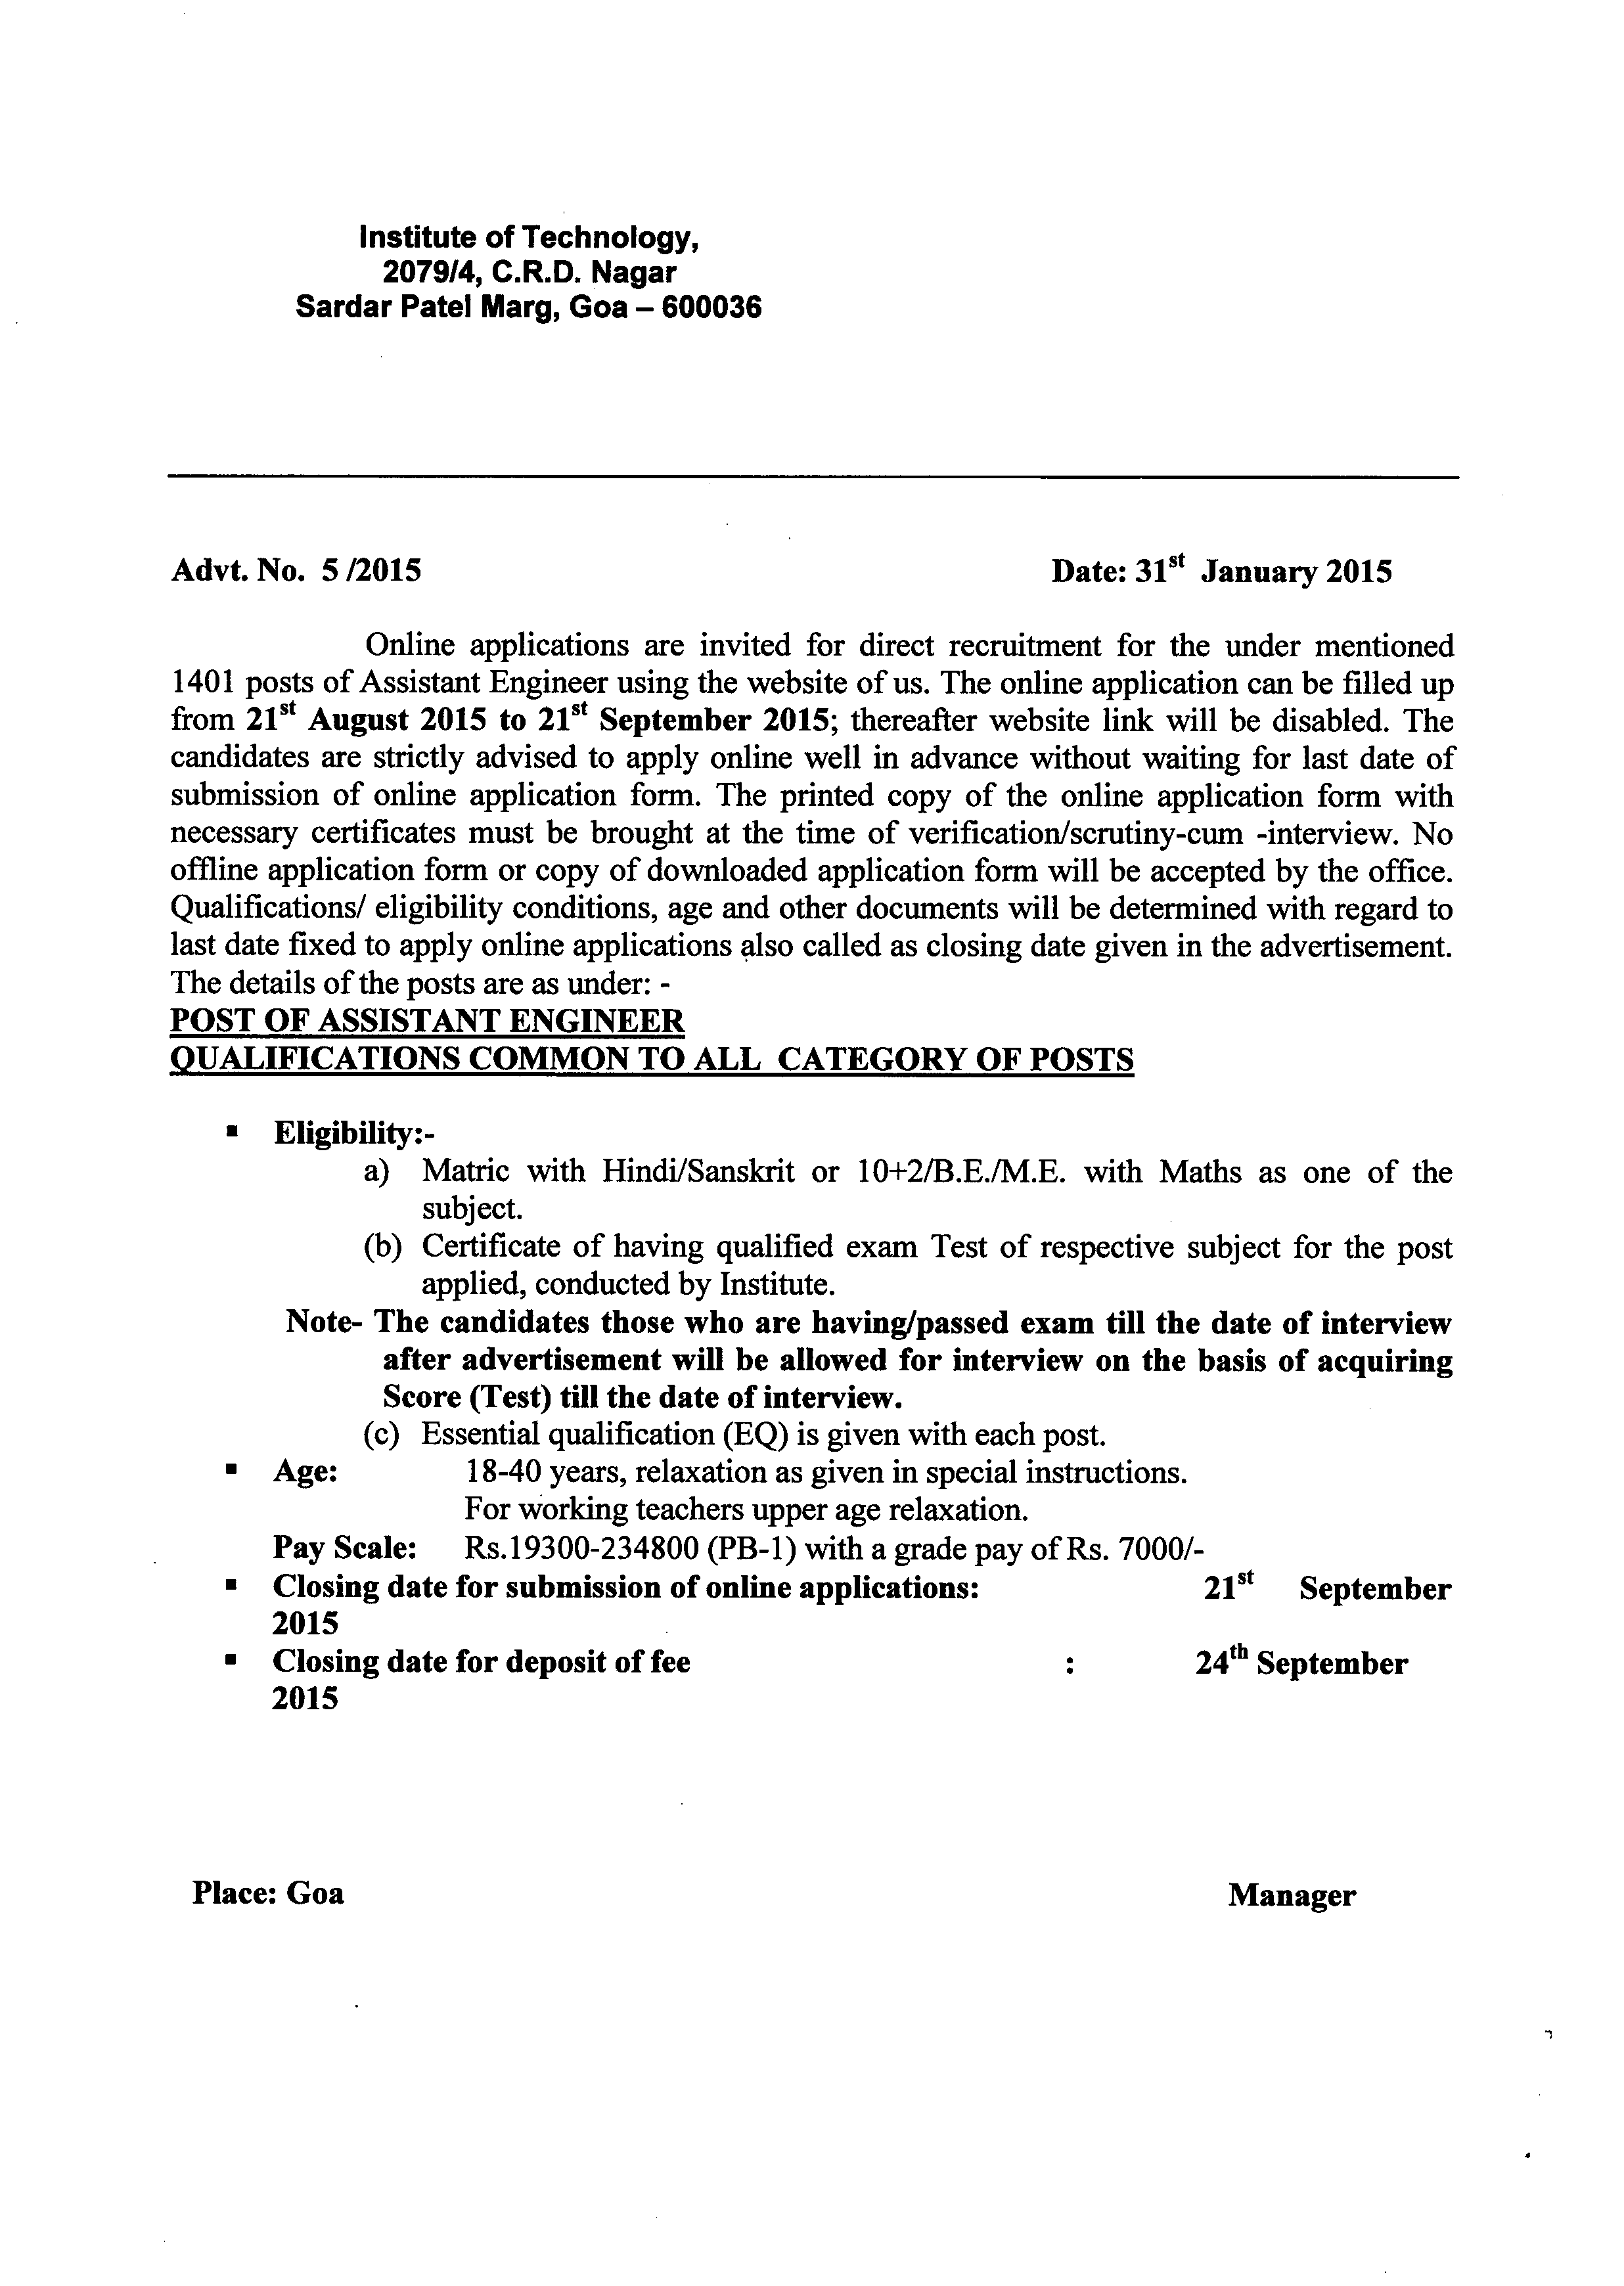 Institute of Technology,
2079/4, C.R.D. Nagar
Sardar Patel Marg, Goa – 600036
Advt. No. 5 /2015 Date: 31st January 2015
Online applications are invited for direct recruitment for the under mentioned
1401 posts of Assistant Engineer using the website of us. The online application can be filled up
from 21st August 2015 to 21st September 2015; thereafter website link will be disabled. The
candidates are strictly advised to apply online well in advance without waiting for last date of
submission of online application form. The printed copy of the online application form with
necessary certificates must be brought at the time of verification/scrutiny-cum -interview. No
offline application form or copy of downloaded application form will be accepted by the office.
Qualifications/ eligibility conditions, age and other documents will be determined with regard to
last date fixed to apply online applications also called as closing date given in the advertisement.
The details of the posts are as under: -
POST OF ASSISTANT ENGINEER
QUALIFICATIONS COMMON TO ALL CATEGORY OF POSTS
▪ Eligibility:-
a) Matric with Hindi/Sanskrit or 10+2/B.E./M.E. with Maths as one of the
subject.
(b) Certificate of having qualified exam Test of respective subject for the post
applied, conducted by Institute.
Note- The candidates those who are having/passed exam till the date of interview
after advertisement will be allowed for interview on the basis of acquiring
Score (Test) till the date of interview.
(c) Essential qualification (EQ) is given with each post.
▪ Age: 18-40 years, relaxation as given in special instructions.
For working teachers upper age relaxation.
Pay Scale: Rs.19300-234800 (PB-1) with a grade pay of Rs. 7000/-
▪ Closing date for submission of online applications: 21st September
2015
▪ Closing date for deposit of fee : 24th September
2015
Place: Goa Manager